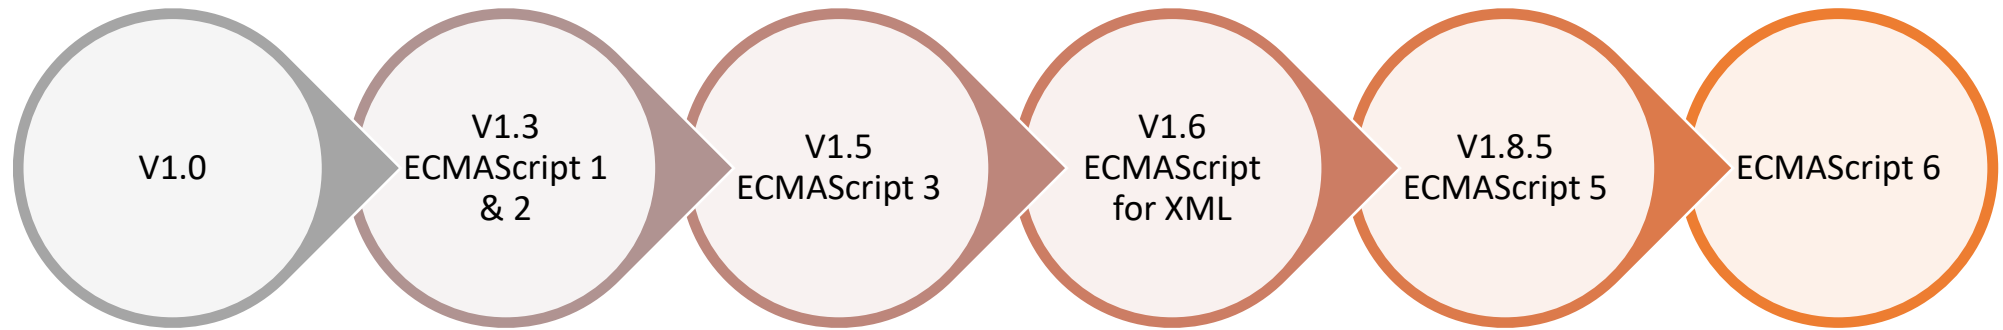 V1.0
V1.3
ECMAScript 1
& 2
V1.5
ECMAScript 3
V1.6
ECMAScript
for XML
V1.8.5
ECMAScript 5
ECMAScript 6